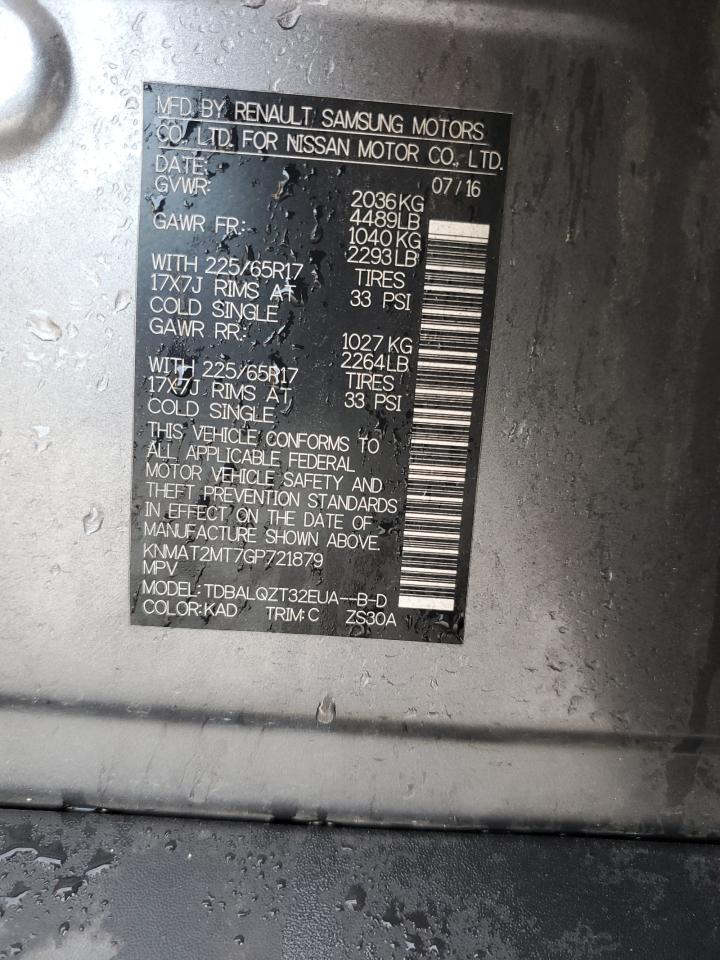 MFD. BY RENAULT SAMSUNG MOTORS
CO., LTD. FOR NISSAN MOTOR CO., LTD.
DATE: 07/16
GVWR: 2036KG
4489LB
GAWR FR.: 1040KG
2293LB
WITH 225/65R17 TIRES
17X7J RIMS AT 33 PSI
COLD SINGLE
GAWR RR.: 1027 KG
2264LB
WITH 225/65R17 TIRES
17X7J RIMS AT 33 PSI
COLD SINGLE
THIS VEHICLE CONFORMS TO
ALL APPLICABLE FEDERAL
MOTOR VEHICLE SAFETY AND
THEFT PREVENTION STANDARDS
IN EFFECT ON THE DATE OF
MANUFACTURE SHOWN ABOVE.
KNMAT2MT7GP721879
MPV
MODEL: TDBALQZT32EUA--B-D
COLOR: KAD TRIM: C ZS30A